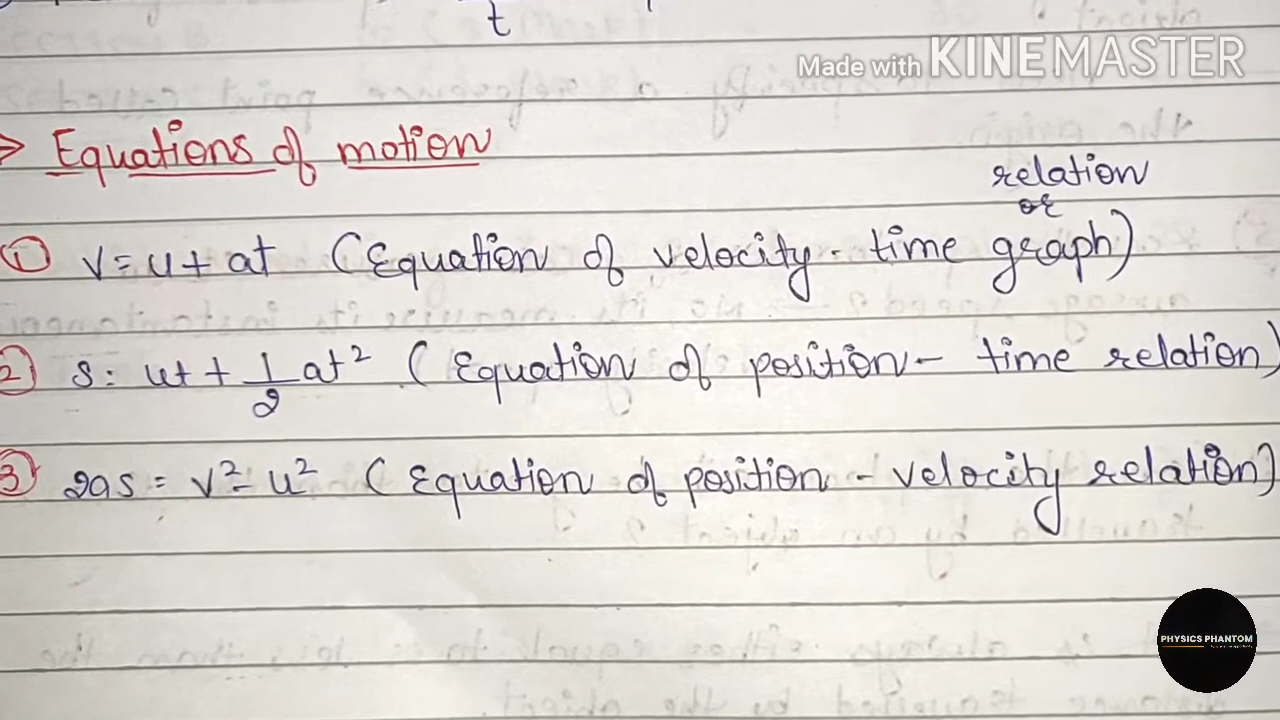 t
Made with KINEMASTER
Equations of motion
relation
or
① v = u + at (Equation of velocity - time graph)
② s = ut + 1/2 at² (Equation of position - time relation)
③ 2as = v² - u² (Equation of position - velocity relation)
PHYSICS PHANTOM